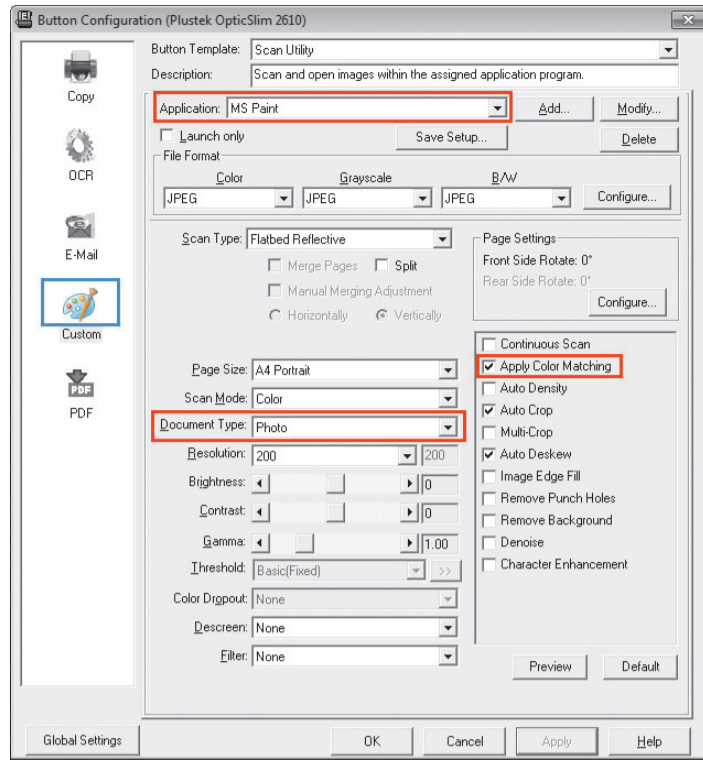 Button Configuration (Plustek OpticSlim 2610)
Copy
OCR
E-Mail
Custom
PDF
PDF
Global Settings
Button Template: Scan Utility
Description: Scan and open images within the assigned application program.
Application: MS Paint Add... Modify...
Launch only Save Setup... Delete
File Format
Color Grayscale B/W
JPEG JPEG JPEG Configure...
Scan Type: Flatbed Reflective
Merge Pages Split
Manual Merging Adjustment
Horizontally Vertically
Page Settings
Front Side Rotate: 0°
Rear Side Rotate: 0°
Configure...
Page Size: A4 Portrait
Scan Mode: Color
Document Type: Photo
Resolution: 200 200
Brightness: 0
Contrast: 0
Gamma: 1.00
Threshold: Basic(Fixed) >>
Color Dropout: None
Descreen: None
Filter: None
Continuous Scan
Apply Color Matching
Auto Density
Auto Crop
Multi-Crop
Auto Deskew
Image Edge Fill
Remove Punch Holes
Remove Background
Denoise
Character Enhancement
Preview Default
OK Cancel Apply Help